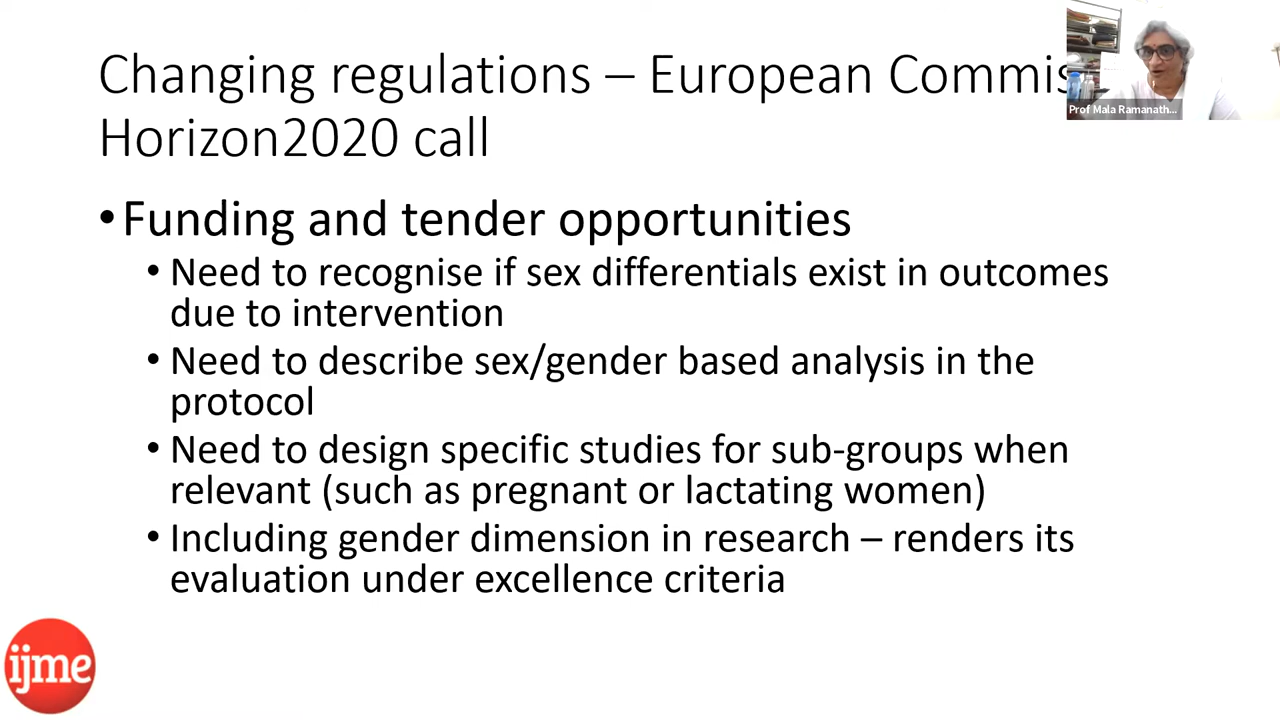 Changing regulations – European Commis
Horizon2020 call
Prof Mala Ramanath...
•Funding and tender opportunities
• Need to recognise if sex differentials exist in outcomes
due to intervention
• Need to describe sex/gender based analysis in the
protocol
• Need to design specific studies for sub-groups when
relevant (such as pregnant or lactating women)
• Including gender dimension in research – renders its
evaluation under excellence criteria
ijme